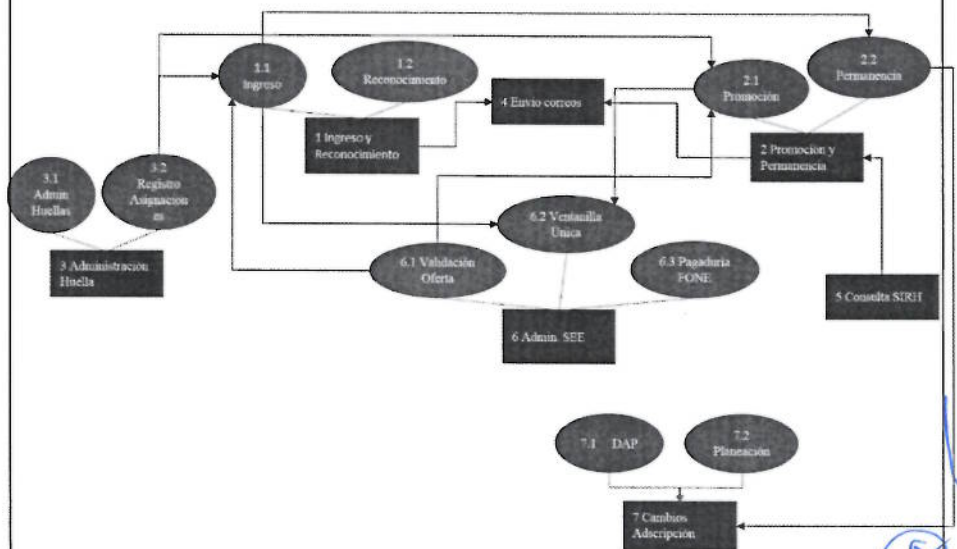 1.1
Ingreso
1.2
Reconocimiento
2.1
Promoción
2.2
Permanencia
4 Envio correos
1 Ingreso y
Reconocimiento
2 Promoción y
Permanencia
3.1
Admin
Huellas
3.2
Registro
Asignacion
es
6.2 Ventanilla
Única
3 Administración
Huella
6.1 Validación
Oferta
6.3 Pagaduría
FONE
5 Consulta SIRH
6 Admin. SEE
7.1 DAP
7.2
Planeación
7 Cambios
Adscripción